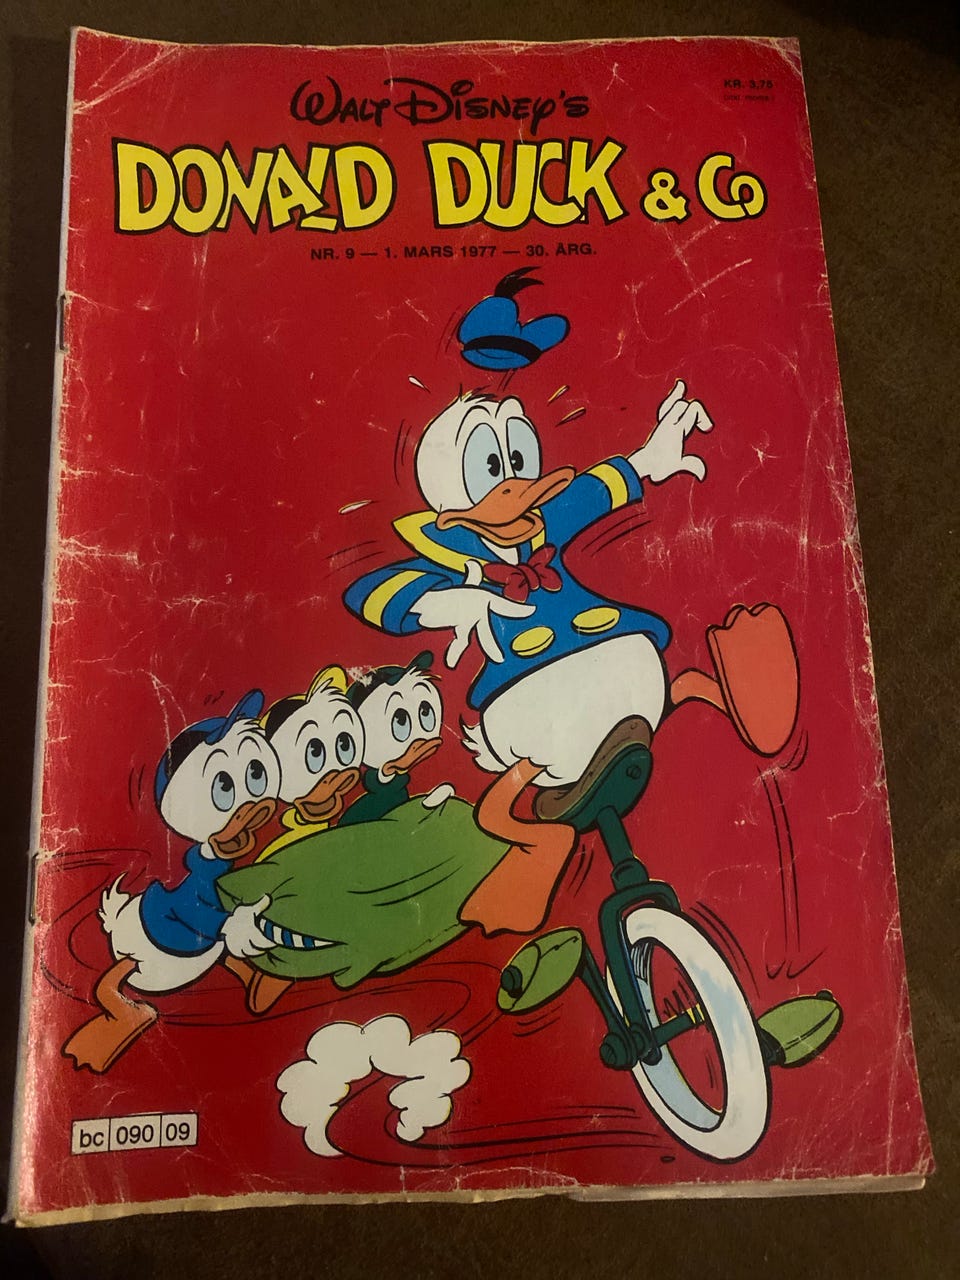 WALT DISNEY'S
KR. 3,75
DONALD DUCK & Co
NR. 9 — 1. MARS 1977 — 30. ÅRG.
bc 090 09